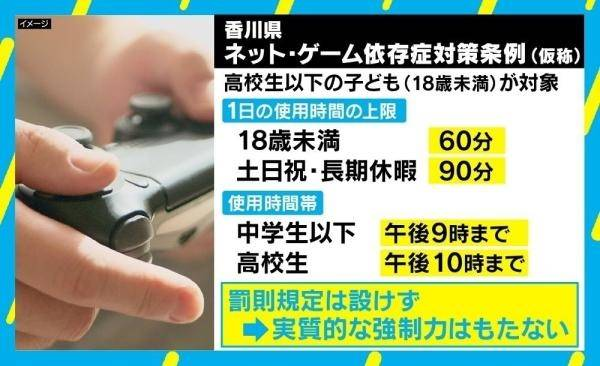 イメージ
香川県
ネット・ゲーム依存症対策条例(仮称)
高校生以下の子ども(18歳未満)が対象
1日の使用時間の上限
18歳未満 60分
土日祝・長期休暇 90分
使用時間帯
中学生以下 午後9時まで
高校生 午後10時まで
罰則規定は設けず
➡実質的な強制力はもたない